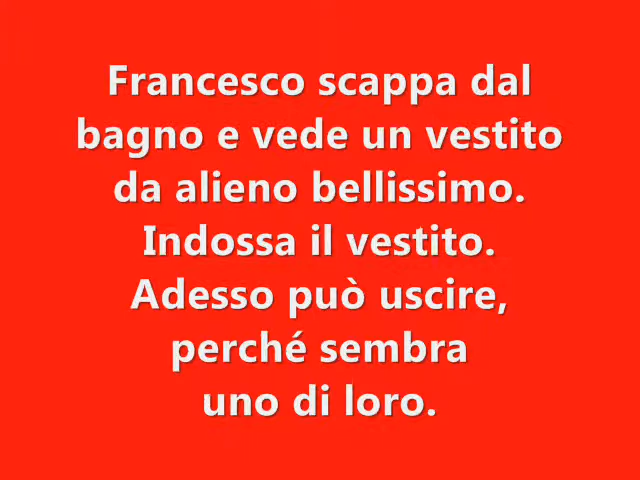 Francesco scappa dal
bagno e vede un vestito
da alieno bellissimo.
Indossa il vestito.
Adesso può uscire,
perché sembra
uno di loro.